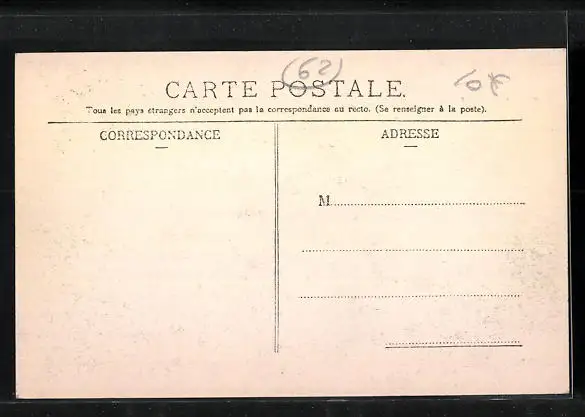 (62)
CARTE POSTALE.
10€
Tous les pays étrangers n'acceptent pas la correspondance au recto. (Se renseigner à la poste).
CORRESPONDANCE
ADRESSE
M